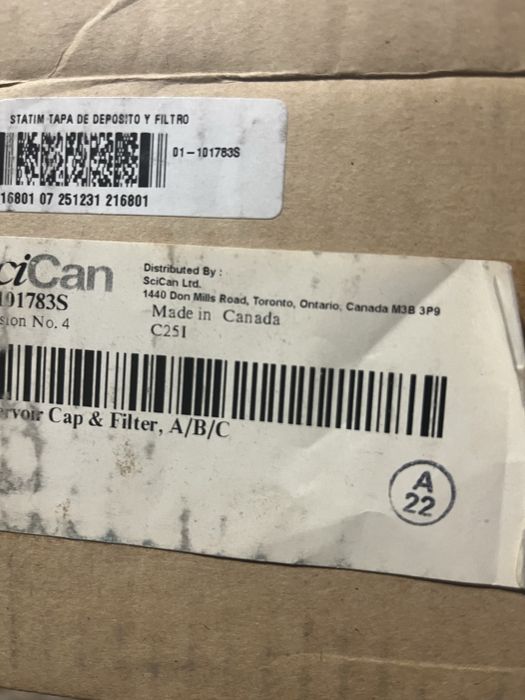 STATIM TAPA DE DEPOSITO Y FILTRO
01-101783S
16801 07 251231 216801
ciCan
101783S
sion No. 4
Distributed By :
SciCan Ltd.
1440 Don Mills Road, Toronto, Ontario, Canada M3B 3P9
Made in Canada
C251
ervoir Cap & Filter, A/B/C
A
22